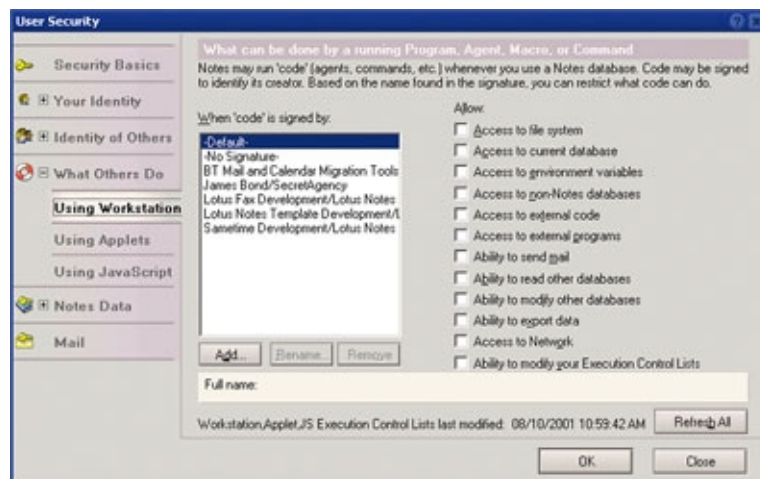 User Security
Security Basics
Your Identity
Identity of Others
What Others Do
Using Workstation
Using Applets
Using JavaScript
Notes Data
Mail
What can be done by a running Program, Agent, Macro, or Command
Notes may run 'code' (agents, commands, etc.) whenever you use a Notes database. Code may be signed
to identify its creator. Based on the name found in the signature, you can restrict what code can do.
When 'code' is signed by:
-Default-
-No Signature-
BT Mail and Calendar Migration Tools
James Bond/SecretAgency
Lotus Fax Development/Lotus Notes
Lotus Notes Template Development/L
Sametime Development/Lotus Notes
Add...
Rename...
Remove
Allow:
Access to file system
Access to current database
Access to environment variables
Access to non-Notes databases
Access to external code
Access to external programs
Ability to send mail
Ability to read other databases
Ability to modify other databases
Ability to export data
Access to Network
Ability to modify your Execution Control Lists
Full name:
Workstation,Applet,JS Execution Control Lists last modified: 08/10/2001 10:59:42 AM
Refresh All
OK
Close